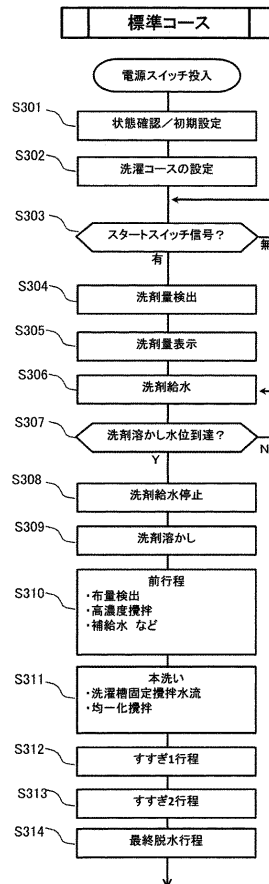 標準コース
電源スイッチ投入
S301
状態確認／初期設定
S302
洗濯コースの設定
S303
スタートスイッチ信号？
無
有
S304
洗剤量検出
S305
洗剤量表示
S306
洗剤給水
S307
洗剤溶かし水位到達？
N
Y
S308
洗剤給水停止
S309
洗剤溶かし
S310
前行程
・布量検出
・高濃度攪拌
・補給水 など
S311
本洗い
・洗濯槽固定攪拌水流
・均一化攪拌
S312
すすぎ1行程
S313
すすぎ2行程
S314
最終脱水行程